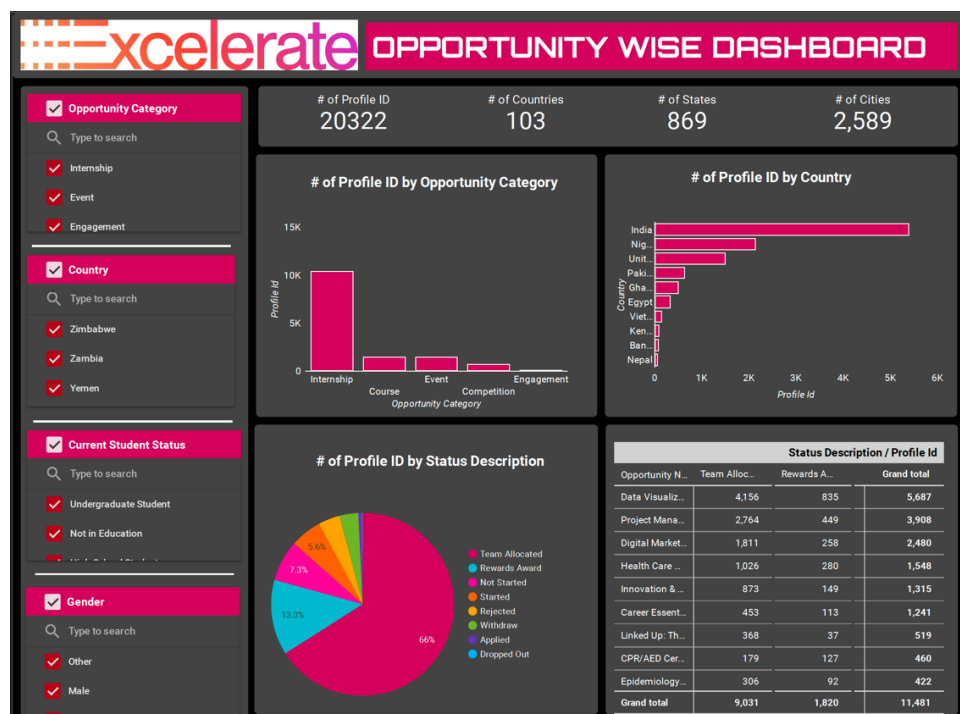 Excelerate
OPPORTUNITY WISE DASHBOARD
Opportunity Category
Type to search
Internship
Event
Engagement
Country
Type to search
Zimbabwe
Zambia
Yemen
Current Student Status
Type to search
Undergraduate Student
Not in Education
High School Student
Gender
Type to search
Other
Male
# of Profile ID # of Countries # of States # of Cities
20322 103 869 2,589
# of Profile ID by Opportunity Category
15K
10K
5K
0
Profile Id
Internship Event Engagement
Course Competition
Opportunity Category
# of Profile ID by Country
India
Nig...
Unit...
Paki...
Gha...
Egypt
Viet...
Ken...
Ban...
Nepal
Country
0 1K 2K 3K 4K 5K 6K
Profile Id
# of Profile ID by Status Description
5.6%
7.3%
13.3%
66%
Team Allocated
Rewards Award
Not Started
Started
Rejected
Withdraw
Applied
Dropped Out
Status Description / Profile Id
Opportunity N... Team Alloc... Rewards A... Grand total
Data Visualiz... 4,156 835 5,687
Project Mana... 2,764 449 3,908
Digital Market... 1,811 258 2,480
Health Care ... 1,026 280 1,548
Innovation & ... 873 149 1,315
Career Essent... 453 113 1,241
Linked Up: Th... 368 37 519
CPR/AED Cer... 179 127 460
Epidemiology... 306 92 422
Grand total 9,031 1,820 11,481